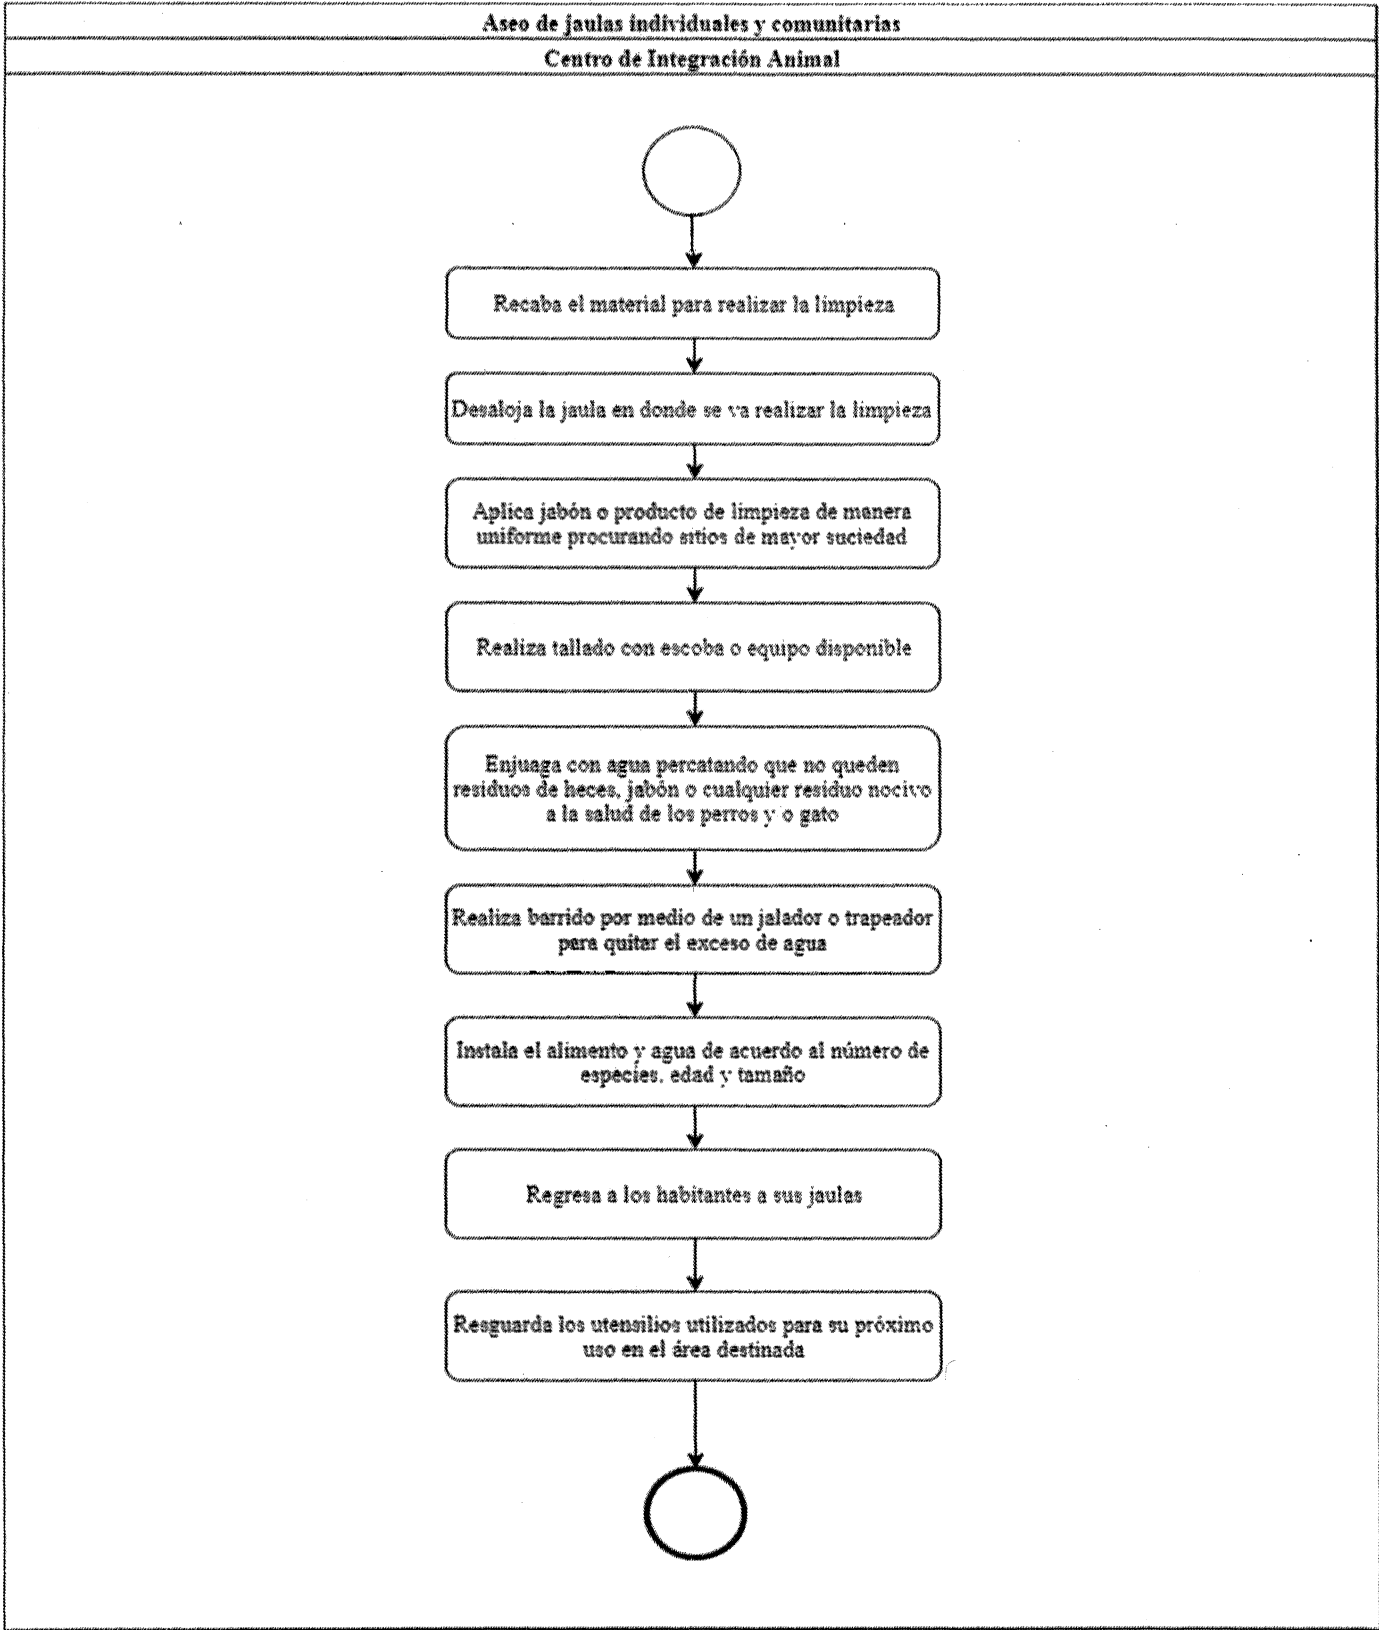 Aseo de jaulas individuales y comunitarias
Centro de Integración Animal
Recaba el material para realizar la limpieza
Desaloja la jaula en donde se va realizar la limpieza
Aplica jabón o producto de limpieza de manera
uniforme procurando sitios de mayor suciedad
Realiza tallado con escoba o equipo disponible
Enjuaga con agua percatando que no queden
residuos de heces, jabón o cualquier residuo nocivo
a la salud de los perros y o gato
Realiza barrido por medio de un jalador o trapeador
para quitar el exceso de agua
Instala el alimento y agua de acuerdo al número de
especies, edad y tamaño
Regresa a los habitantes a sus jaulas
Resguarda los utensilios utilizados para su próximo
uso en el área destinada